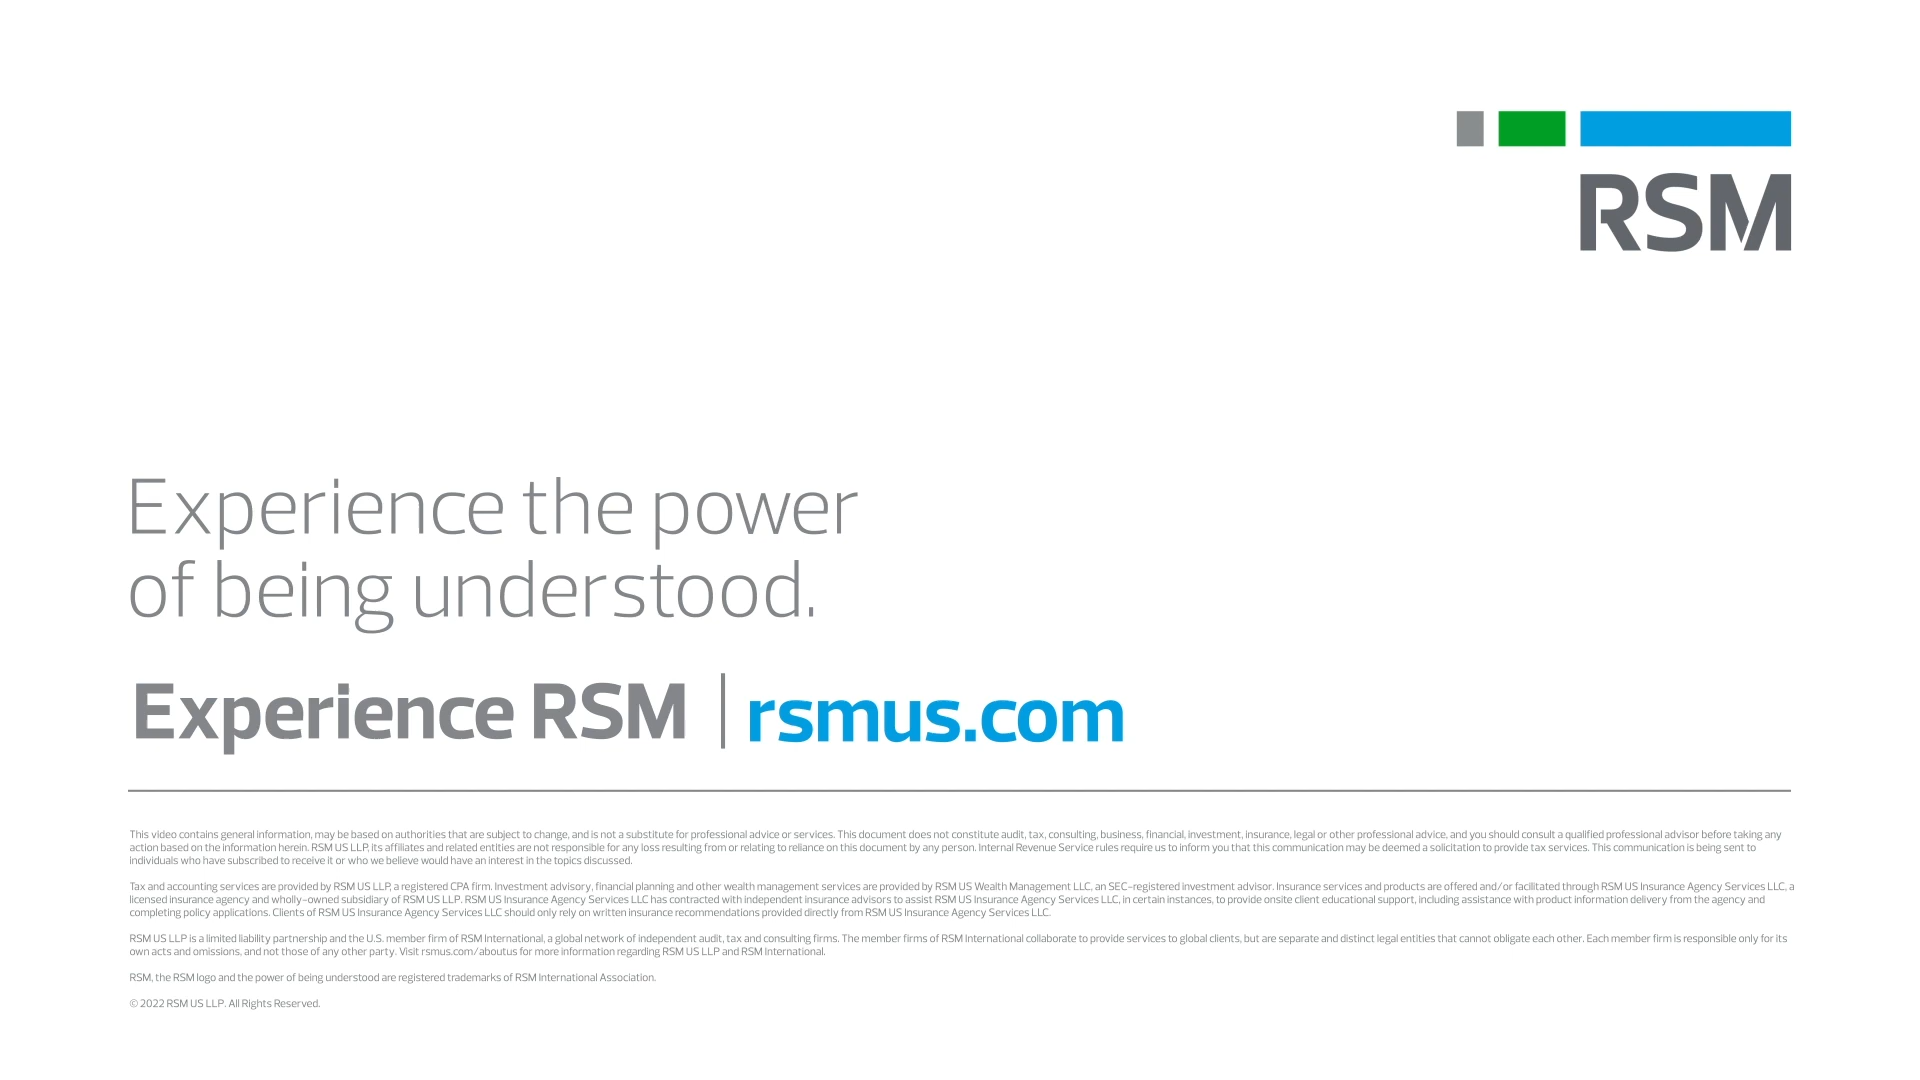 RSM
Experience the power
of being understood.
Experience RSM | rsmus.com
This video contains general information, may be based on authorities that are subject to change, and is not a substitute for professional advice or services. This document does not constitute audit, tax, consulting, business, financial, investment, insurance, legal or other professional advice, and you should consult a qualified professional advisor before taking any
action based on the information herein. RSM US LLP, its affiliates and related entities are not responsible for any loss resulting from or relating to reliance on this document by any person. Internal Revenue Service rules require us to inform you that this communication may be deemed a solicitation to provide tax services. This communication is being sent to
individuals who have subscribed to receive it or who we believe would have an interest in the topics discussed.
Tax and accounting services are provided by RSM US LLP, a registered CPA firm. Investment advisory, financial planning and other wealth management services are provided by RSM US Wealth Management LLC, an SEC-registered investment advisor. Insurance services and products are offered and/or facilitated through RSM US Insurance Agency Services LLC, a
licensed insurance agency and wholly-owned subsidiary of RSM US LLP. RSM US Insurance Agency Services LLC has contracted with independent insurance advisors to assist RSM US Insurance Agency Services LLC, in certain instances, to provide onsite client educational support, including assistance with product information delivery from the agency and
completing policy applications. Clients of RSM US Insurance Agency Services LLC should only rely on written insurance recommendations provided directly from RSM US Insurance Agency Services LLC.
RSM US LLP is a limited liability partnership and the U.S. member firm of RSM International, a global network of independent audit, tax and consulting firms. The member firms of RSM International collaborate to provide services to global clients, but are separate and distinct legal entities that cannot obligate each other. Each member firm is responsible only for its
own acts and omissions, and not those of any other party. Visit rsmus.com/aboutus for more information regarding RSM US LLP and RSM International.
RSM, the RSM logo and the power of being understood are registered trademarks of RSM International Association.
© 2022 RSM US LLP. All Rights Reserved.